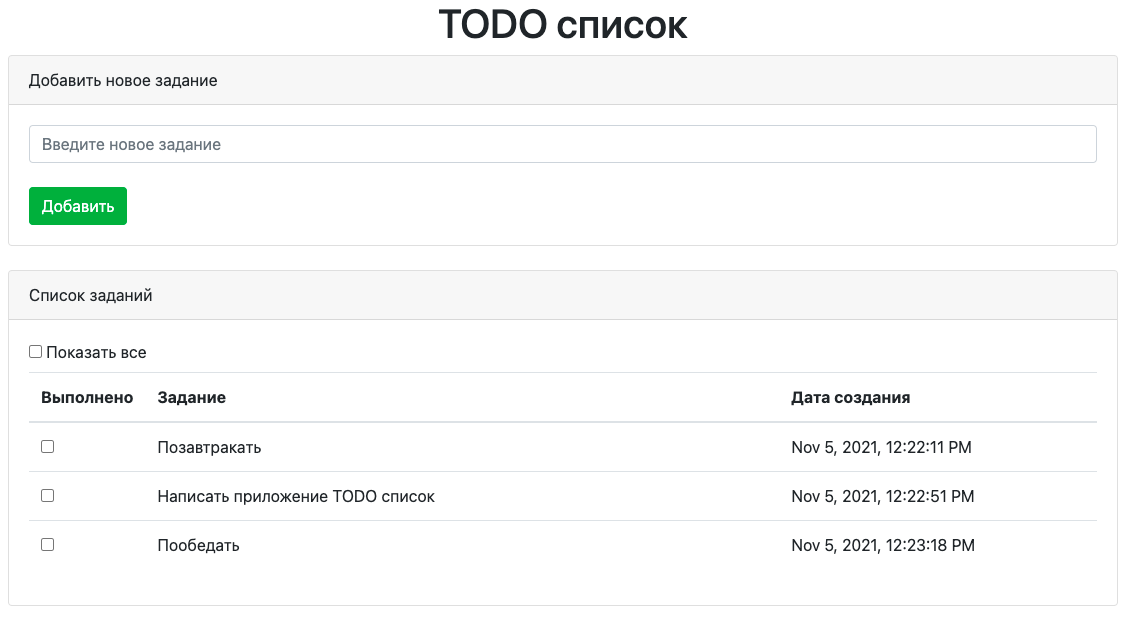 TODO список
Добавить новое задание
Введите новое задание
Добавить
Список заданий
Показать все
Выполнено Задание Дата создания
Позавтракать Nov 5, 2021, 12:22:11 PM
Написать приложение TODO список Nov 5, 2021, 12:22:51 PM
Пообедать Nov 5, 2021, 12:23:18 PM